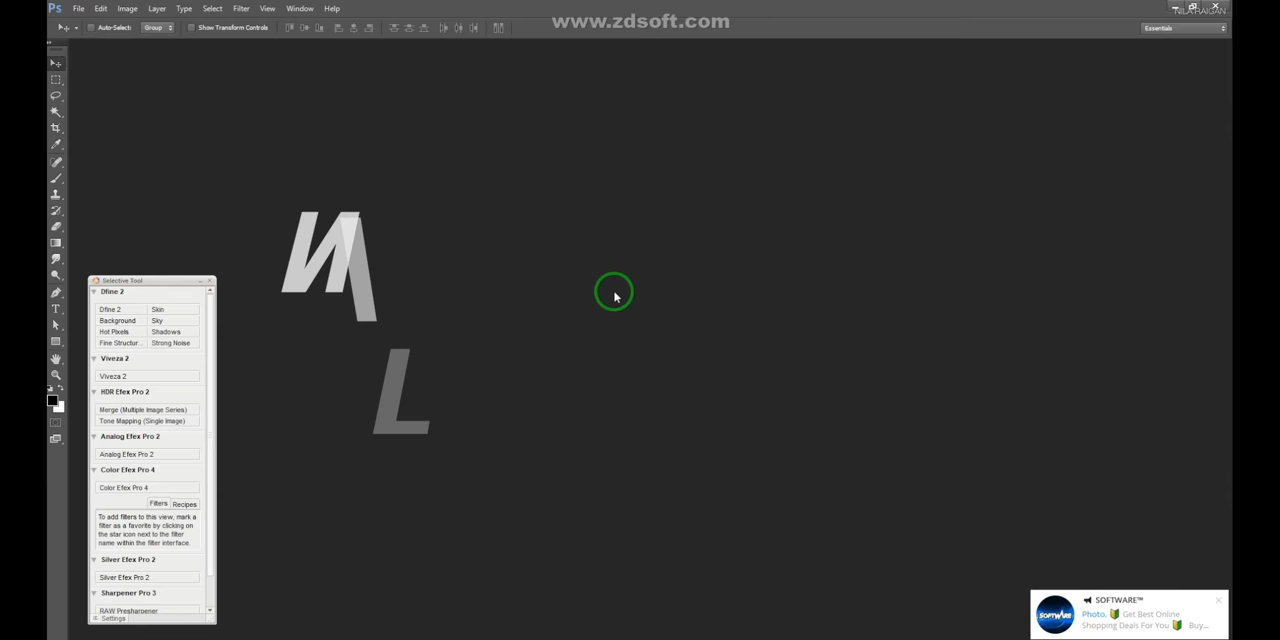 Ps File Edit Image Layer Type Select Filter View Window Help
www.zdsoft.com
NILATHAIGAN
Auto-Select: Group Show Transform Controls
Essentials
И
L
Selective Tool
Dfine 2
Dfine 2 Skin
Background Sky
Hot Pixels Shadows
Fine Structur... Strong Noise
Viveza 2
Viveza 2
HDR Efex Pro 2
Merge (Multiple Image Series)
Tone Mapping (Single Image)
Analog Efex Pro 2
Analog Efex Pro 2
Color Efex Pro 4
Color Efex Pro 4
Filters Recipes
To add filters to this view, mark a
filter as a favorite by clicking on
the star icon next to the filter
name within the filter interface.
Silver Efex Pro 2
Silver Efex Pro 2
Sharpener Pro 3
RAW Presharpener
Settings
SOFTWARE
SOFTWARE™
Photo, Get Best Online
Shopping Deals For You Buy...